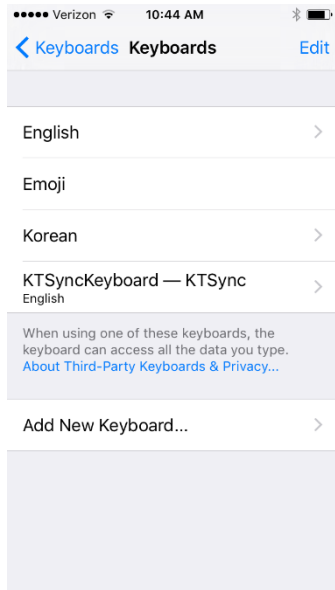 ●●●●● Verizon 10:44 AM
Keyboards Keyboards Edit
English
Emoji
Korean
KTSyncKeyboard — KTSync
English
When using one of these keyboards, the
keyboard can access all the data you type.
About Third-Party Keyboards & Privacy...
Add New Keyboard...